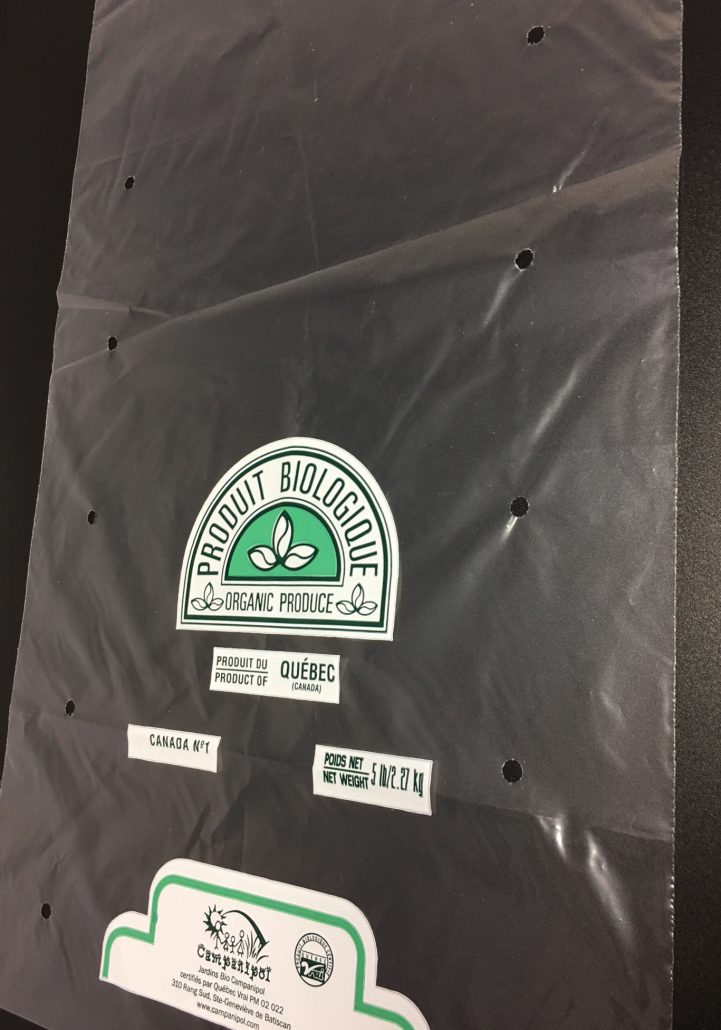 PRODUIT BIOLOGIQUE
ORGANIC PRODUCE
PRODUIT DU
PRODUCT OF
QUÉBEC
(CANADA)
CANADA Nº1
POIDS NET
NET WEIGHT
5 lb/2.27 kg
Campanipol
Jardins Bio Campanipol
certifiés par Québec Vrai PM 02 022
310 Rang Sud, Ste-Geneviève de Batiscan
www.campanipol.com